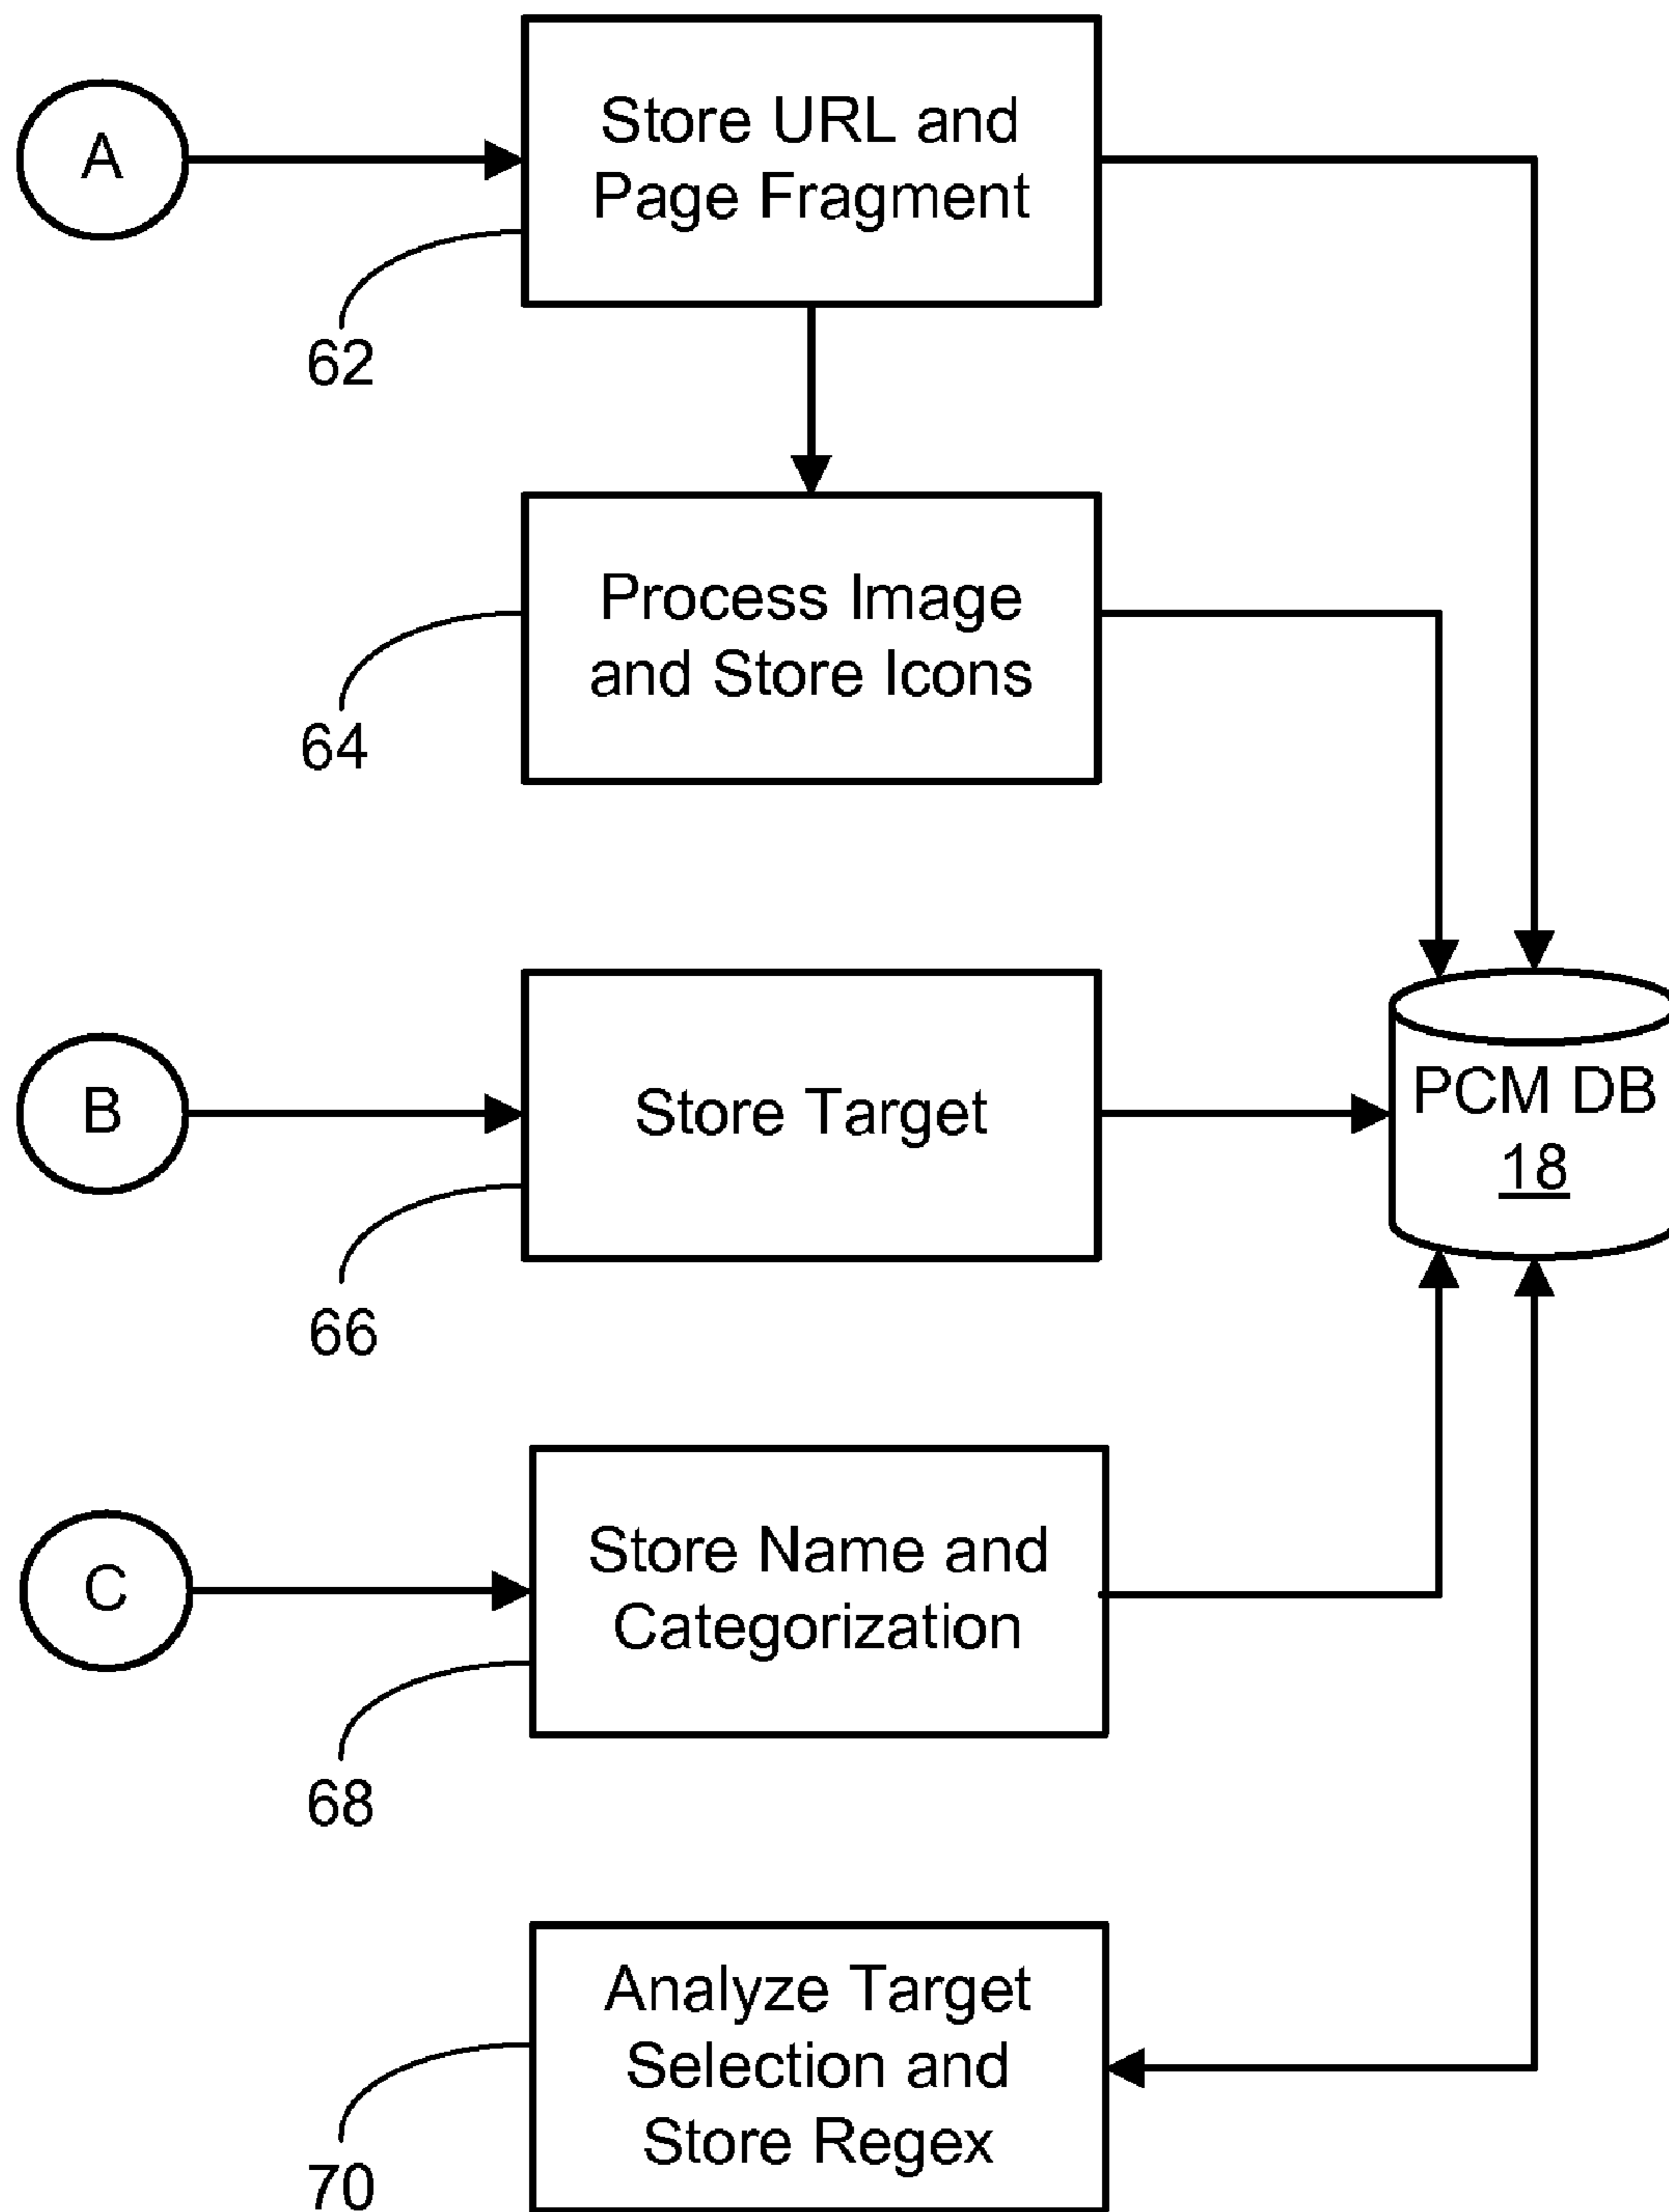 A
Store URL and
Page Fragment
62
Process Image
and Store Icons
64
B
Store Target
66
PCM DB
18
C
Store Name and
Categorization
68
Analyze Target
Selection and
Store Regex
70